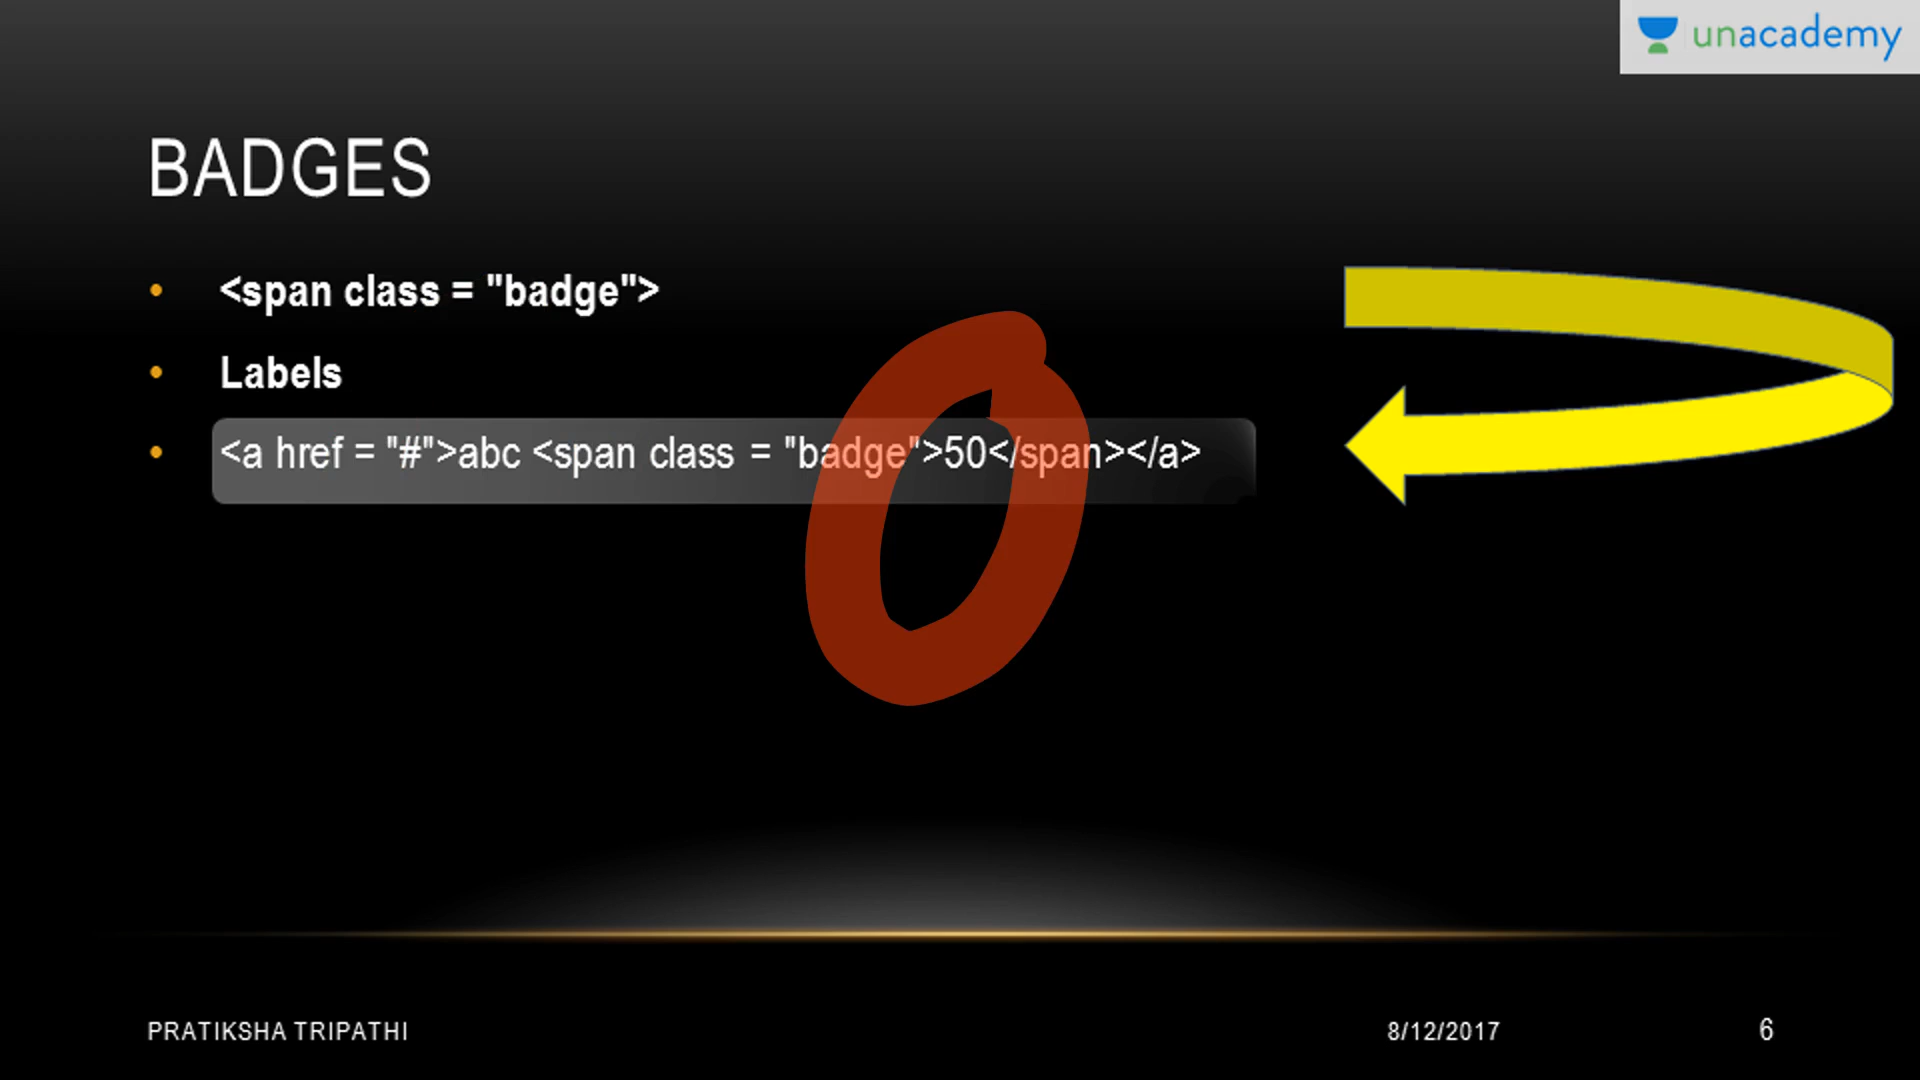 unacademy
BADGES
<span class = "badge">
Labels
<a href = "#">abc <span class = "badge">50</span></a>
PRATIKSHA TRIPATHI
8/12/2017
6